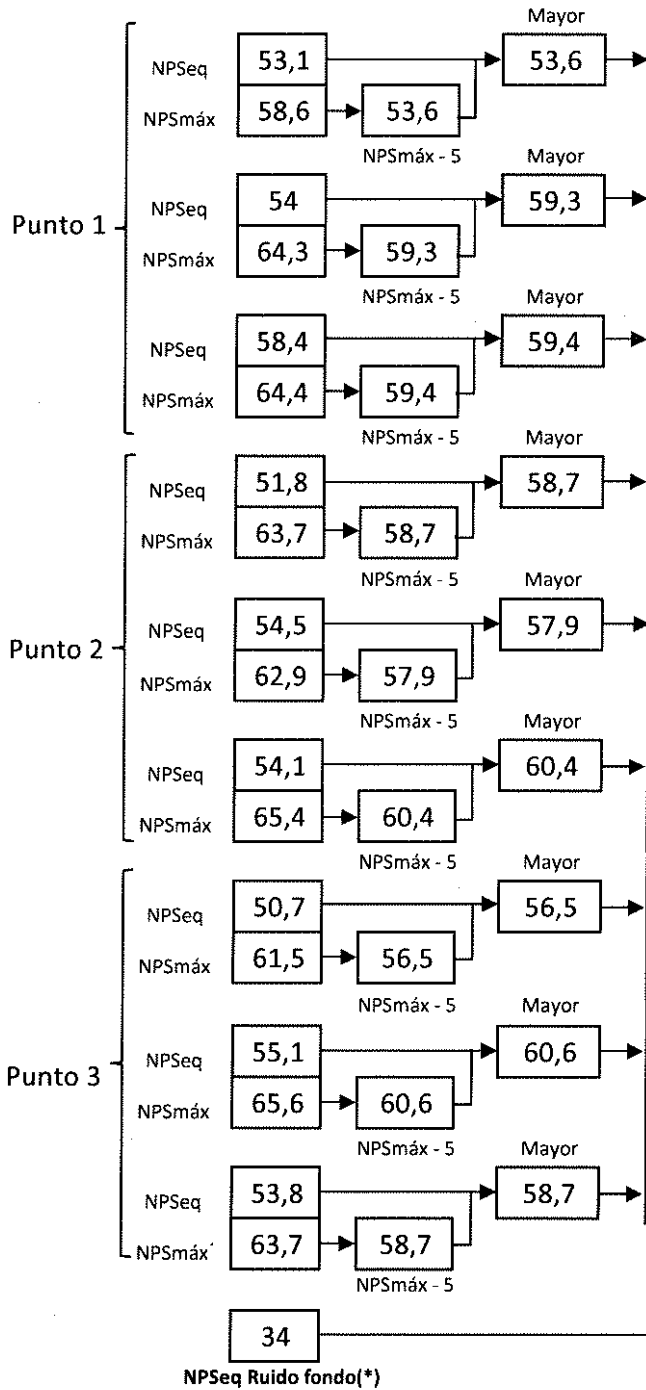 Mayor
NPSeq 53,1 53,6
NPSmáx 58,6 53,6
NPSmáx - 5
Mayor
NPSeq 54 59,3
Punto 1
NPSmáx 64,3 59,3
NPSmáx - 5
Mayor
NPSeq 58,4 59,4
NPSmáx 64,4 59,4
NPSmáx - 5
Mayor
NPSeq 51,8 58,7
NPSmáx 63,7 58,7
NPSmáx - 5
Mayor
NPSeq 54,5 57,9
Punto 2
NPSmáx 62,9 57,9
NPSmáx - 5
Mayor
NPSeq 54,1 60,4
NPSmáx 65,4 60,4
NPSmáx - 5
Mayor
NPSeq 50,7 56,5
NPSmáx 61,5 56,5
NPSmáx - 5
Mayor
NPSeq 55,1 60,6
Punto 3
NPSmáx 65,6 60,6
NPSmáx - 5
Mayor
NPSeq 53,8 58,7
NPSmáx 63,7 58,7
NPSmáx - 5
34
NPSeq Ruido fondo(*)